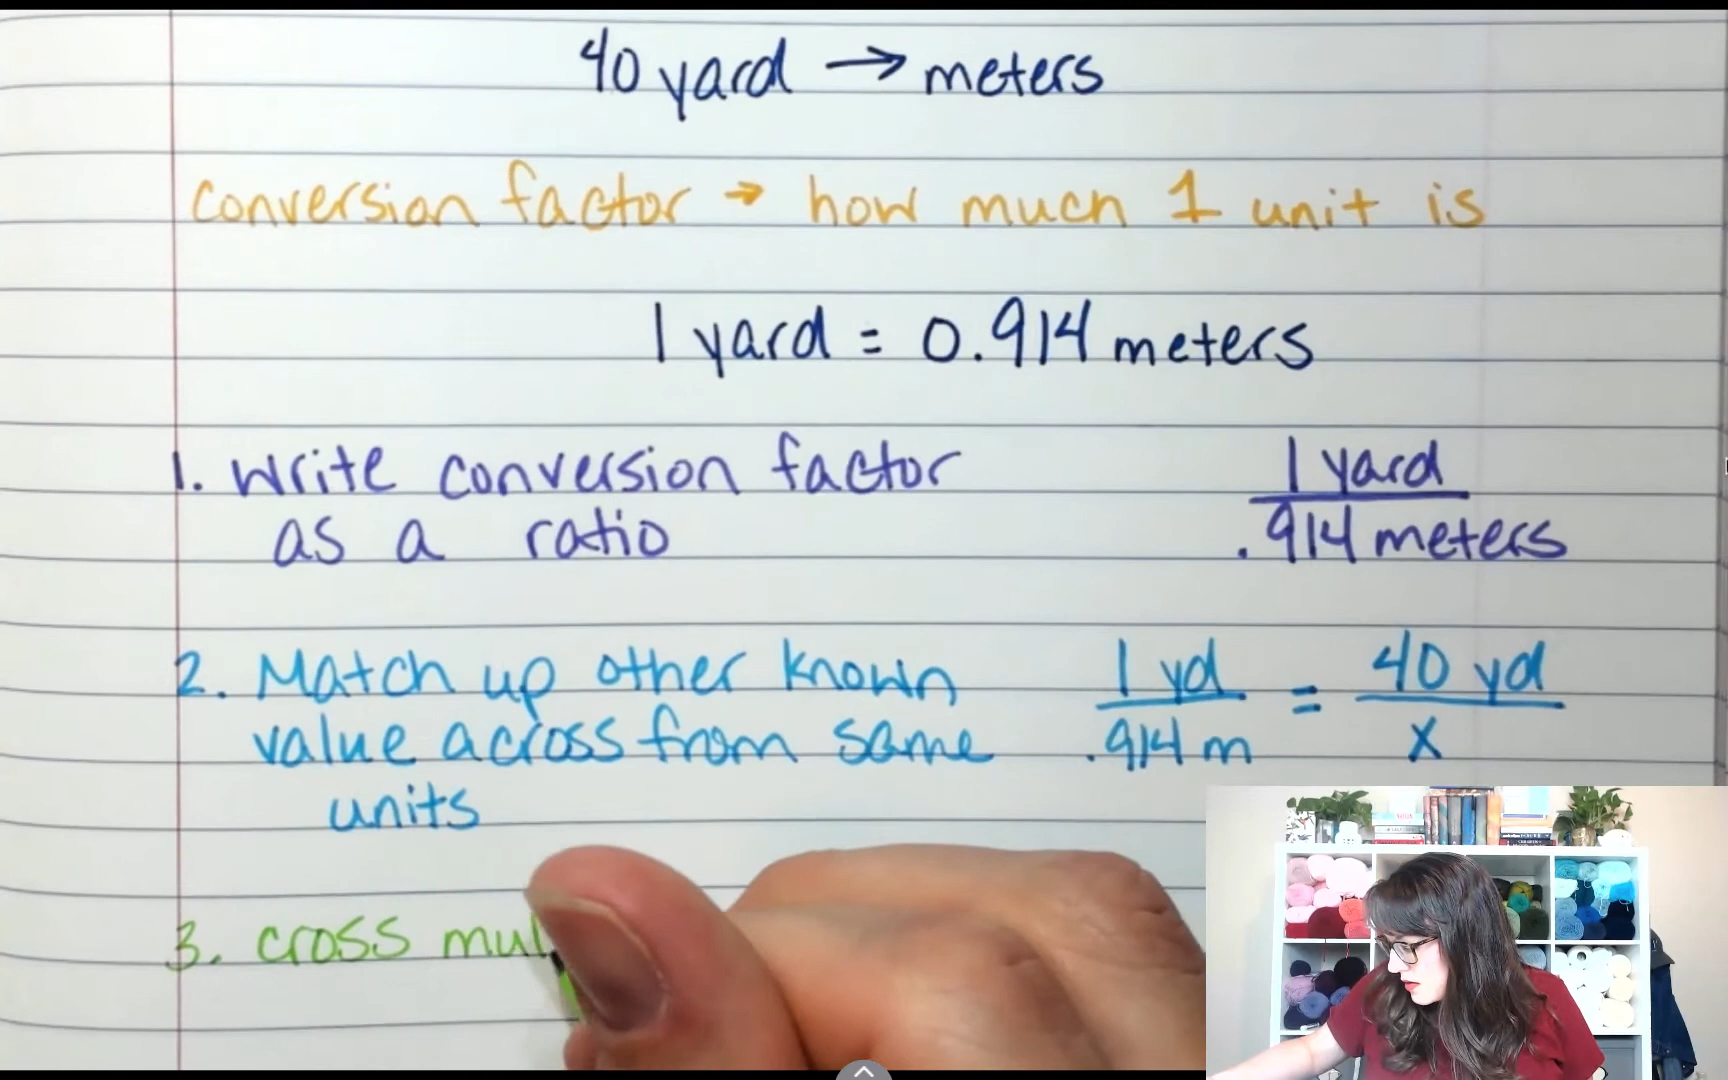 40 yard → meters
conversion factor → how much 1 unit is
1 yard = 0.914 meters
1. Write conversion factor
as a ratio
1 yard
.914 meters
2. Match up other known
value across from same
units
1 yd = 40 yd
.914 m x
3. cross mul